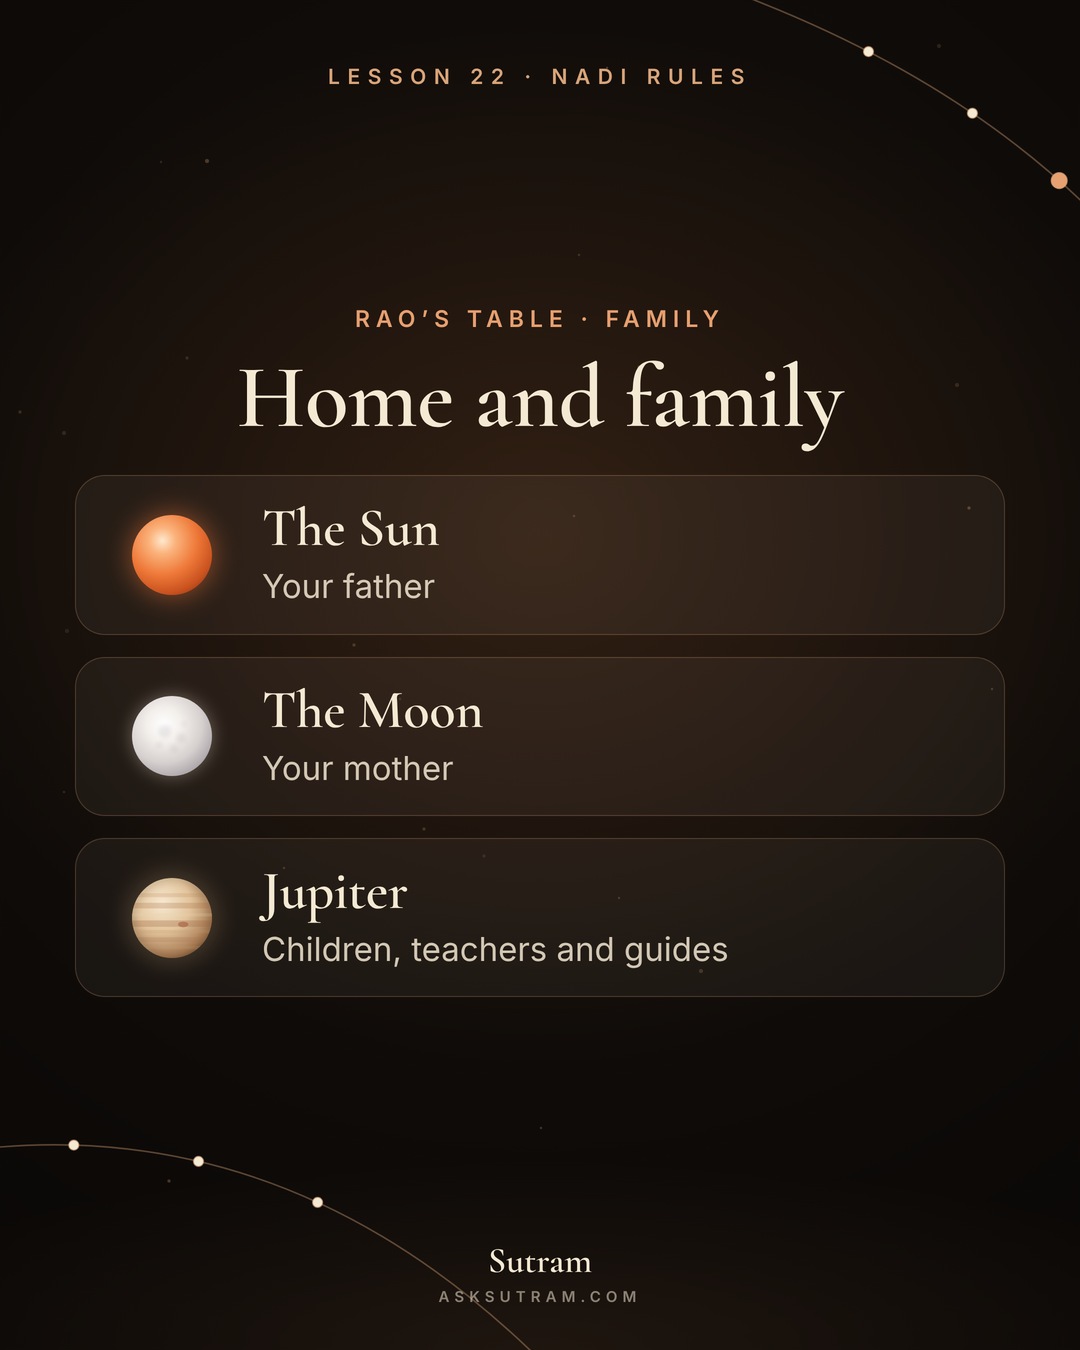 LESSON 22 · NADI RULES
RAO’S TABLE · FAMILY
Home and family
The Sun
Your father
The Moon
Your mother
Jupiter
Children, teachers and guides
Sutram
ASKSUTRAM.COM